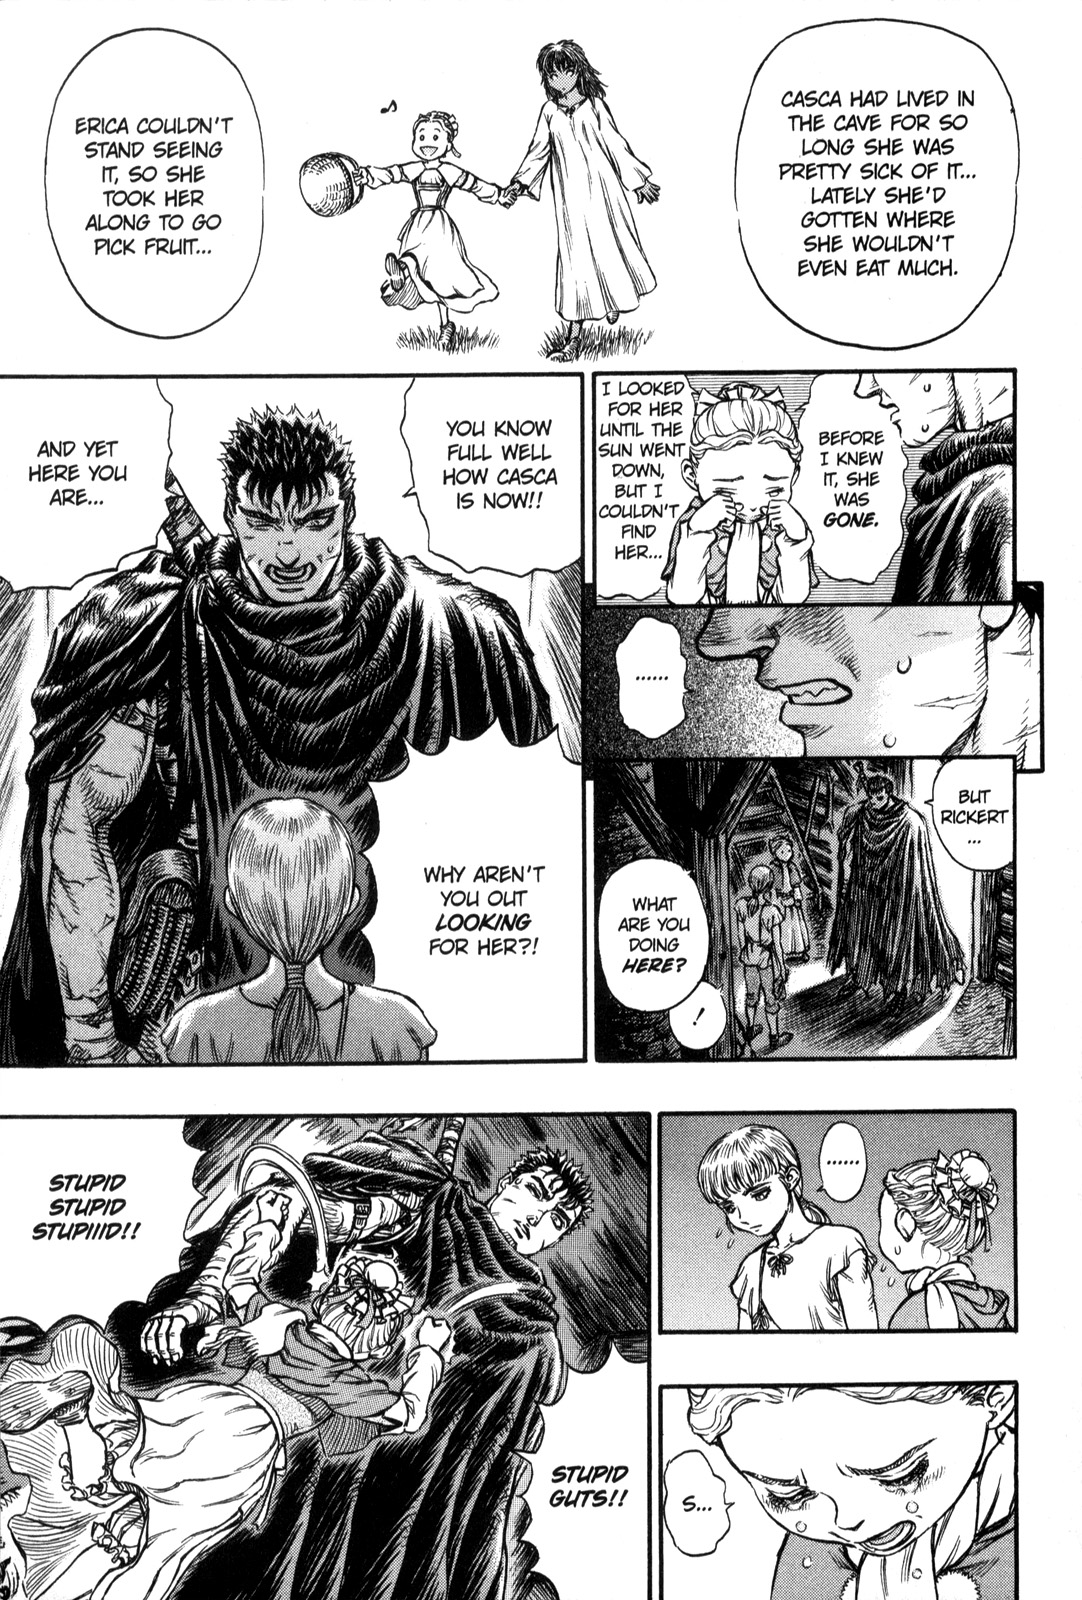 CASCA HAD LIVED IN
THE CAVE FOR SO
LONG SHE WAS
PRETTY SICK OF IT...
LATELY SHE'D
GOTTEN WHERE
SHE WOULDN'T
EVEN EAT MUCH.
ERICA COULDN'T
STAND SEEING
IT, SO SHE
TOOK HER
ALONG TO GO
PICK FRUIT...
BEFORE
I KNEW
IT, SHE
WAS
GONE.
I LOOKED
FOR HER
UNTIL THE
SUN WENT
DOWN,
BUT I
COULDN'T
FIND
HER...
......
BUT
RICKERT
...
WHAT
ARE YOU
DOING
HERE?
!
YOU KNOW
FULL WELL
HOW CASCA
IS NOW!!
AND YET
HERE YOU
ARE...
WHY AREN'T
YOU OUT
LOOKING
FOR HER?!
......
S...
STUPID
STUPID
STUPIIID!!
STUPID
GUTS!!